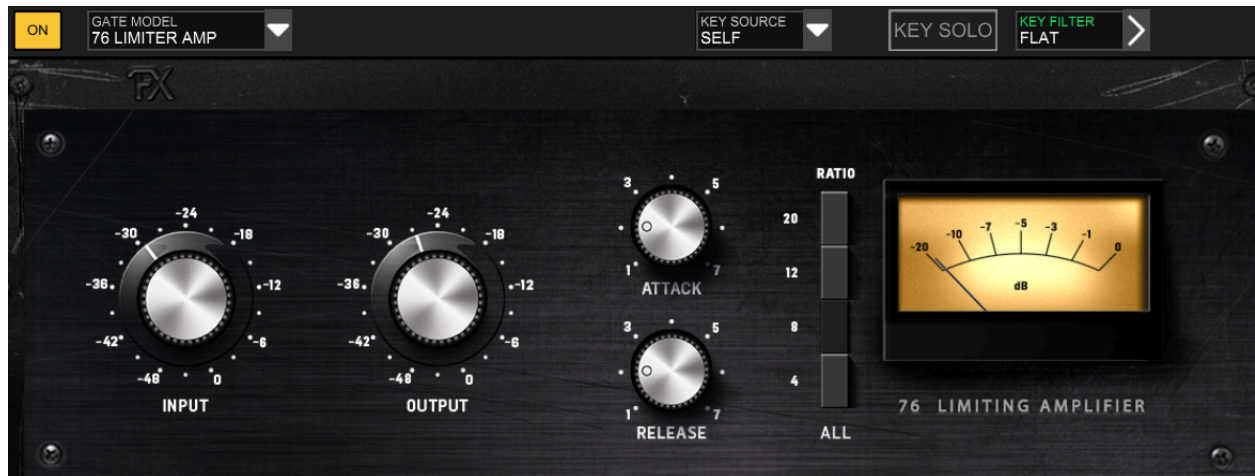 ON
GATE MODEL
76 LIMITER AMP
KEY SOURCE
SELF
KEY SOLO
KEY FILTER
FLAT
FX
-24
-30 -18
-36 -12
-42 -6
-48 0
INPUT
-24
-30 -18
-36 -12
-42 -6
-48 0
OUTPUT
3 5
1 7
ATTACK
3 5
1 7
RELEASE
RATIO
20
12
8
4
ALL
-20 -10 -7 -5 -3 -1 0
dB
76 LIMITING AMPLIFIER